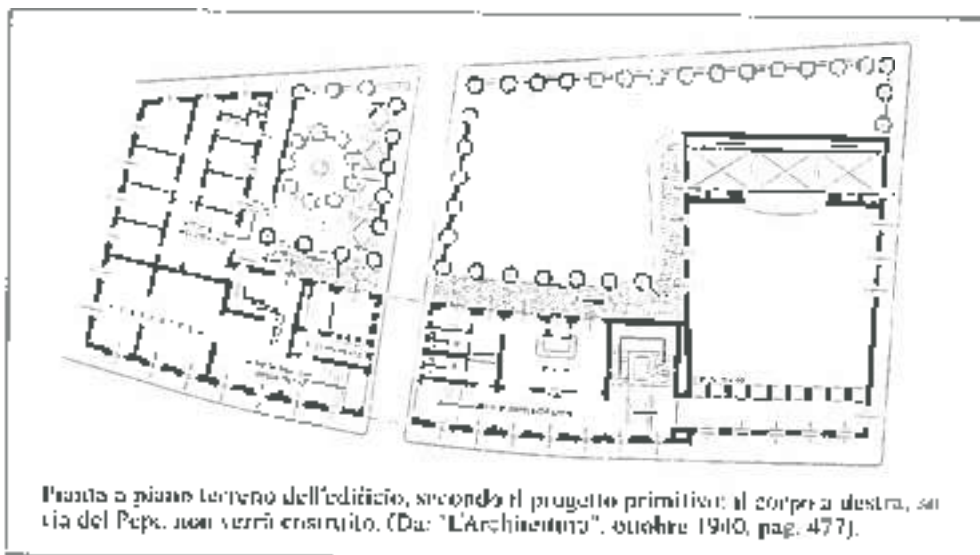 Pianta a piano terreno dell'edificio, secondo il progetto primitivo: il corpo a destra, su
via del Pepe, non verrà costruito. (Da: "L'Architettura", ottobre 1940, pag. 477).